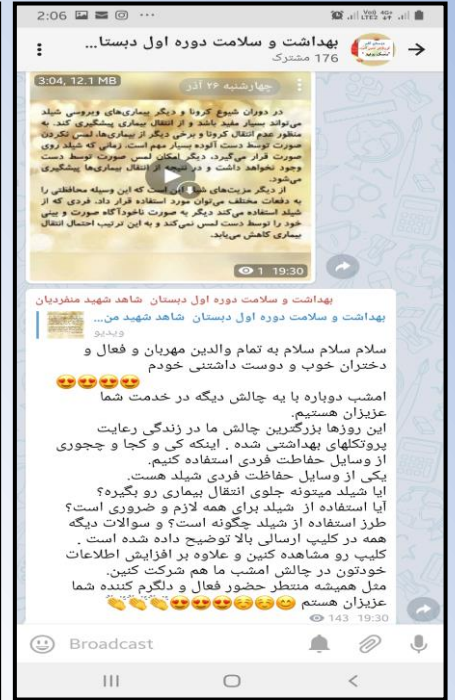 2:06
Vo)) 4G+
LTE2
بهداشت و سلامت دوره اول دبستا...
176 مشترک
3:04, 12.1 MB
چهارشنبه ۲۶ آذر
در دوران شیوع کرونا و دیگر بیماری‌های ویروسی شیلد
می‌تواند بسیار مفید باشد و از انتقال بیماری پیشگیری کند. به
منظور عدم انتقال کرونا و برخی دیگر از بیماری‌ها، لمس نکردن
صورت توسط دست آلوده بسیار مهم است. زمانی که شیلد روی
صورت قرار می‌گیرد، دیگر امکان لمس صورت توسط دست
وجود نخواهد داشت و در نتیجه از انتقال بیماری‌ها پیشگیری
می‌شود.
از دیگر مزیت‌های شیلد این است که این وسیله محافظتی را
به دفعات مختلف می‌توان مورد استفاده قرار داد. فردی که از
شیلد استفاده می‌کند دیگر به صورت ناخودآگاه صورت و بینی
خود را توسط دست لمس نمی‌کند و به این ترتیب احتمال انتقال
بیماری کاهش می‌یابد.
1 19:30
بهداشت و سلامت دوره اول دبستان شاهد شهید منفردیان
بهداشت و سلامت دوره اول دبستان شاهد شهید من...
ویدیو
سلام سلام سلام به تمام والدین مهربان و فعال و
دختران خوب و دوست داشتنی خودم
😍😍😍😍
امشب دوباره با یه چالش دیگه در خدمت شما
عزیزان هستیم.
این روزها بزرگترین چالش ما در زندگی رعایت
پروتکلهای بهداشتی شده . اینکه کی و کجا و چجوری
از وسایل حفاطت فردی استفاده کنیم.
یکی از وسایل حفاظت فردی شیلد هست.
آیا شیلد میتونه جلوی انتقال بیماری رو بگیره؟
آیا استفاده از شیلد برای همه لازم و ضروری است؟
طرز استفاده از شیلد چگونه است؟ و سوالات دیگه
همه در کلیپ ارسالی بالا توضیح داده شده است .
کلیپ رو مشاهده کنین و علاوه بر افزایش اطلاعات
خودتون در چالش امشب ما هم شرکت کنین.
مثل همیشه منتطر حضور فعال و دلگرم کننده شما
عزیزان هستم 😊😍😍😍😍👏👏👏
143 19:30
Broadcast